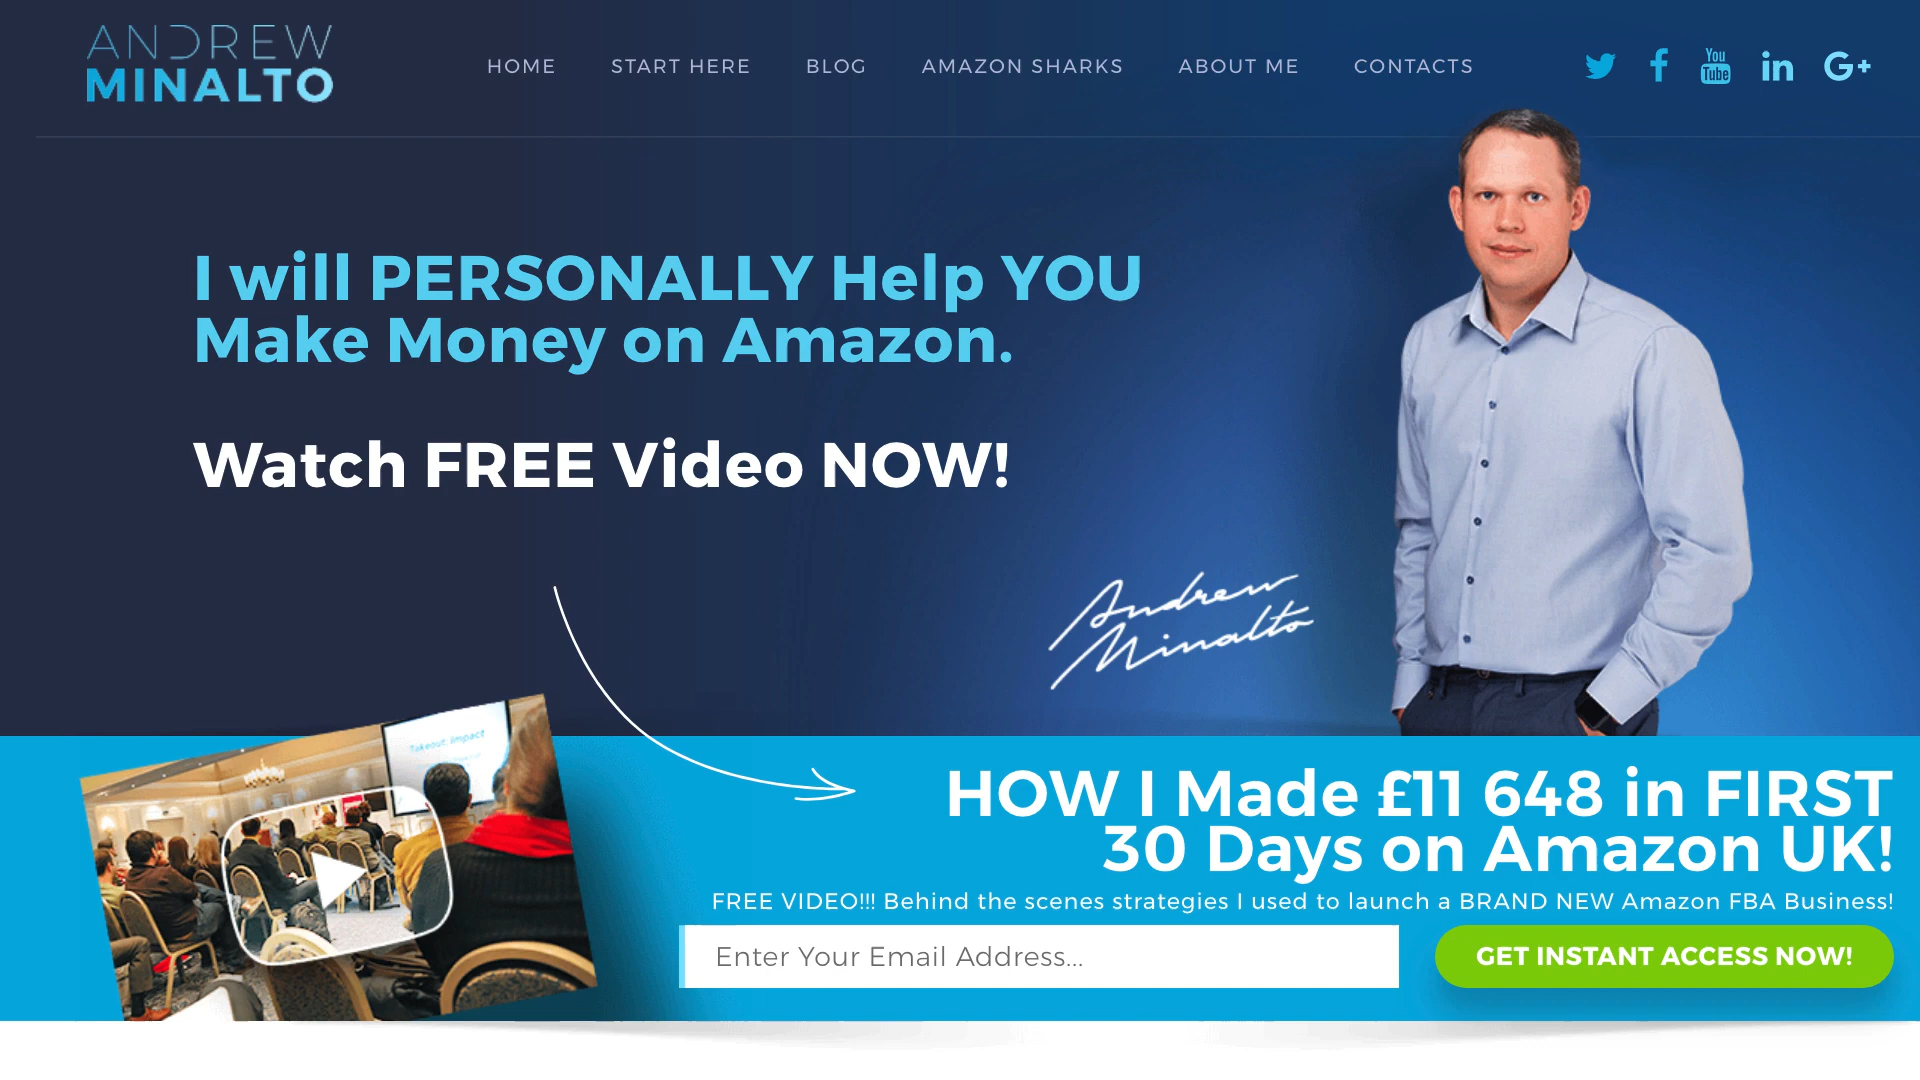 ANDREW
MINALTO
HOME
START HERE
BLOG
AMAZON SHARKS
ABOUT ME
CONTACTS
You
Tube
in
G+
I will PERSONALLY Help YOU
Make Money on Amazon.
Watch FREE Video NOW!
Andrew
Minalto
Takeout: Impact
HOW I Made £11 648 in FIRST
30 Days on Amazon UK!
FREE VIDEO!!! Behind the scenes strategies I used to launch a BRAND NEW Amazon FBA Business!
Enter Your Email Address...
GET INSTANT ACCESS NOW!